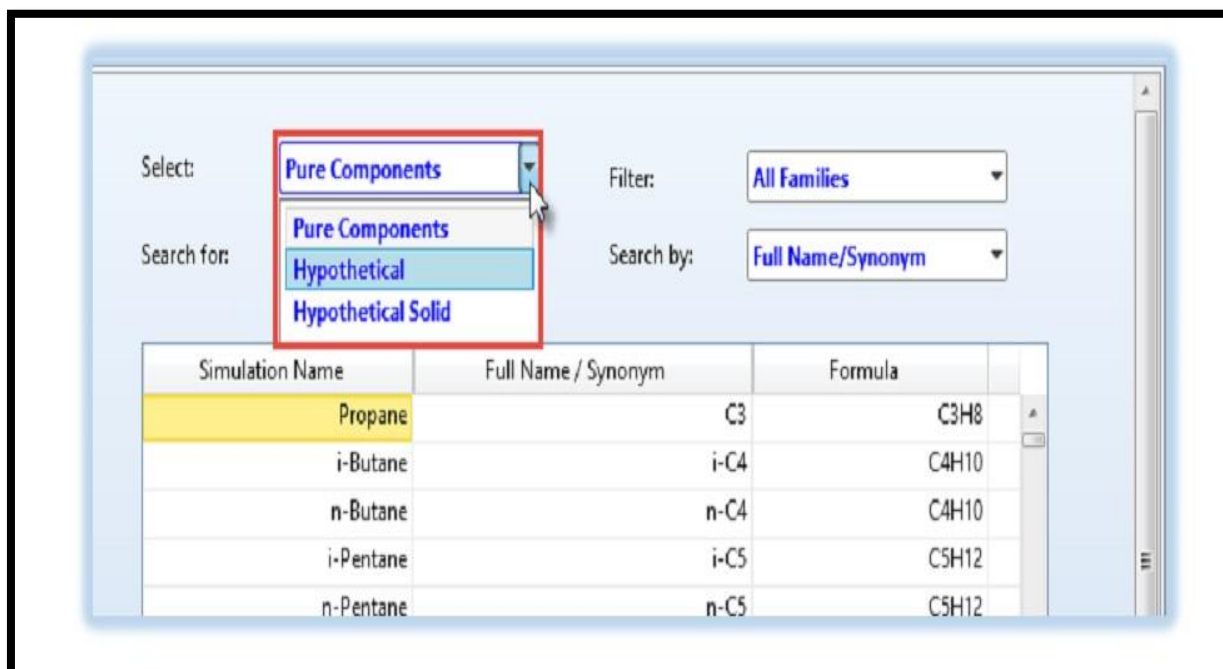 Select: Pure Components Filter: All Families
Pure Components
Search for: Hypothetical Search by: Full Name/Synonym
Hypothetical Solid
Simulation Name Full Name / Synonym Formula
Propane C3 C3H8
i-Butane i-C4 C4H10
n-Butane n-C4 C4H10
i-Pentane i-C5 C5H12
n-Pentane n-C5 C5H12